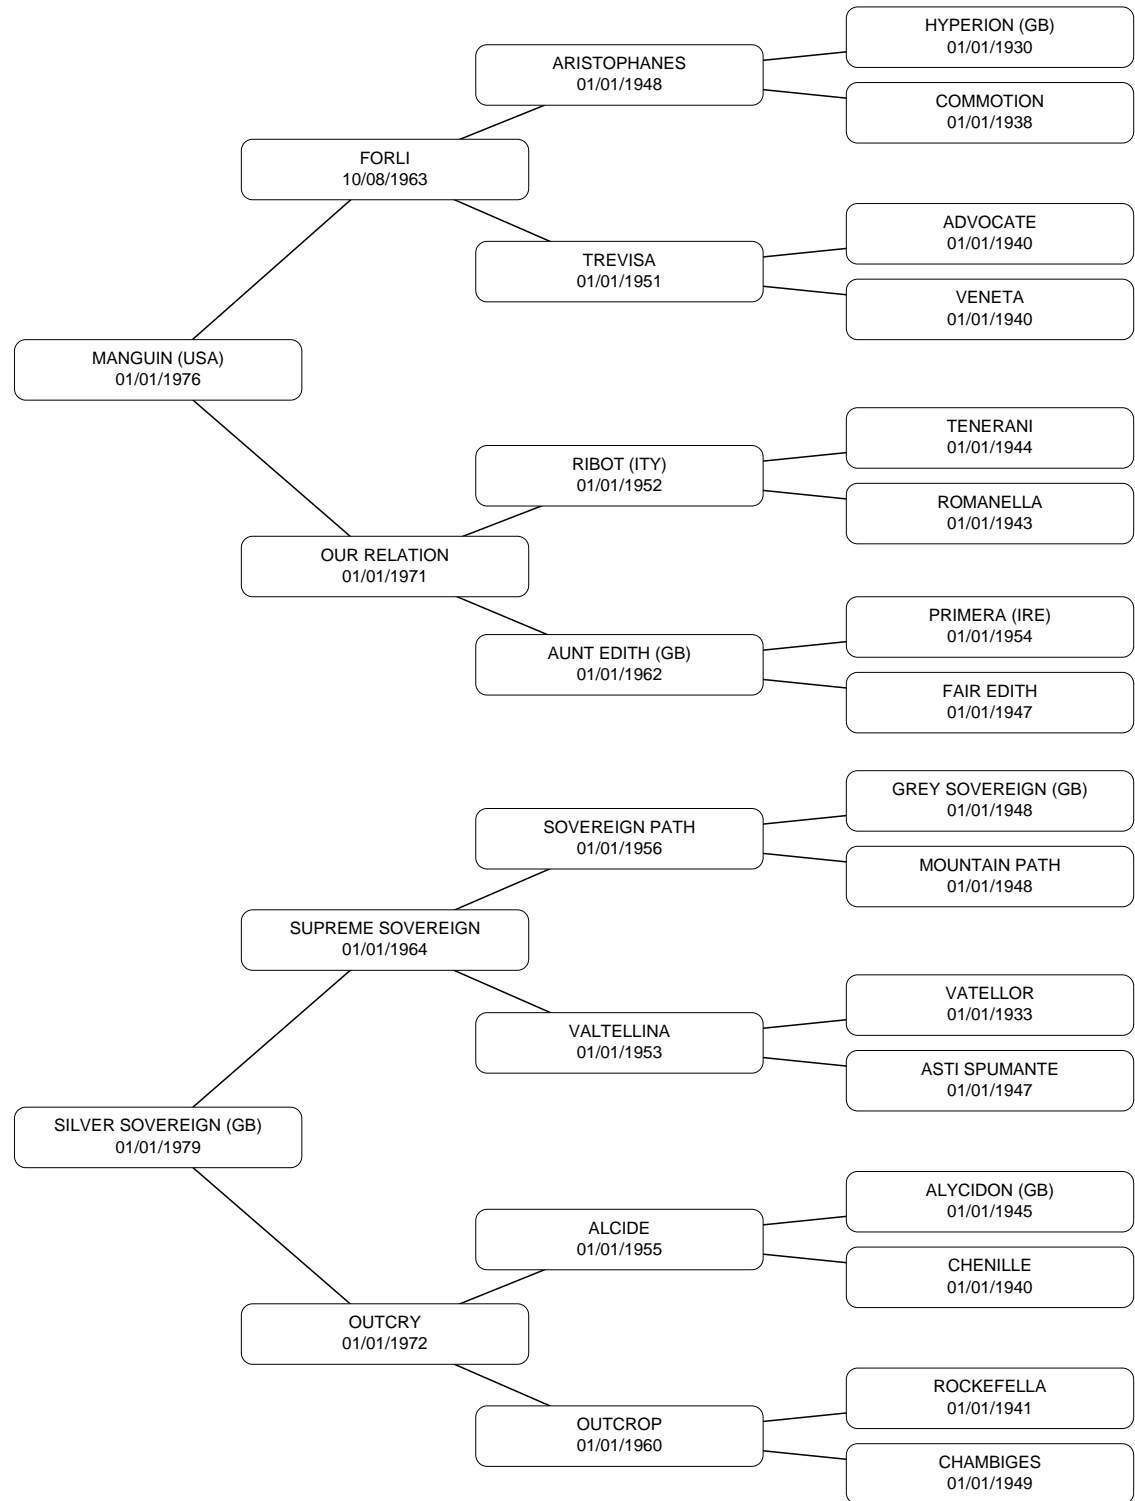 HYPERION (GB)
01/01/1930
ARISTOPHANES
01/01/1948
COMMOTION
01/01/1938
FORLI
10/08/1963
ADVOCATE
01/01/1940
TREVISA
01/01/1951
VENETA
01/01/1940
MANGUIN (USA)
01/01/1976
TENERANI
01/01/1944
RIBOT (ITY)
01/01/1952
ROMANELLA
01/01/1943
OUR RELATION
01/01/1971
PRIMERA (IRE)
01/01/1954
AUNT EDITH (GB)
01/01/1962
FAIR EDITH
01/01/1947
GREY SOVEREIGN (GB)
01/01/1948
SOVEREIGN PATH
01/01/1956
MOUNTAIN PATH
01/01/1948
SUPREME SOVEREIGN
01/01/1964
VATELLOR
01/01/1933
VALTELLINA
01/01/1953
ASTI SPUMANTE
01/01/1947
SILVER SOVEREIGN (GB)
01/01/1979
ALYCIDON (GB)
01/01/1945
ALCIDE
01/01/1955
CHENILLE
01/01/1940
OUTCRY
01/01/1972
ROCKEFELLA
01/01/1941
OUTCROP
01/01/1960
CHAMBIGES
01/01/1949